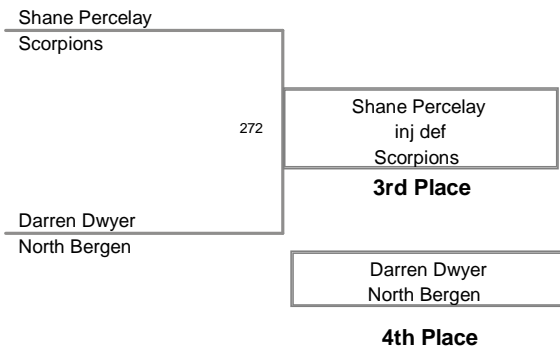 Shane Percelay
Scorpions
272
Shane Percelay
inj def
Scorpions
3rd Place
Darren Dwyer
North Bergen
Darren Dwyer
North Bergen
4th Place